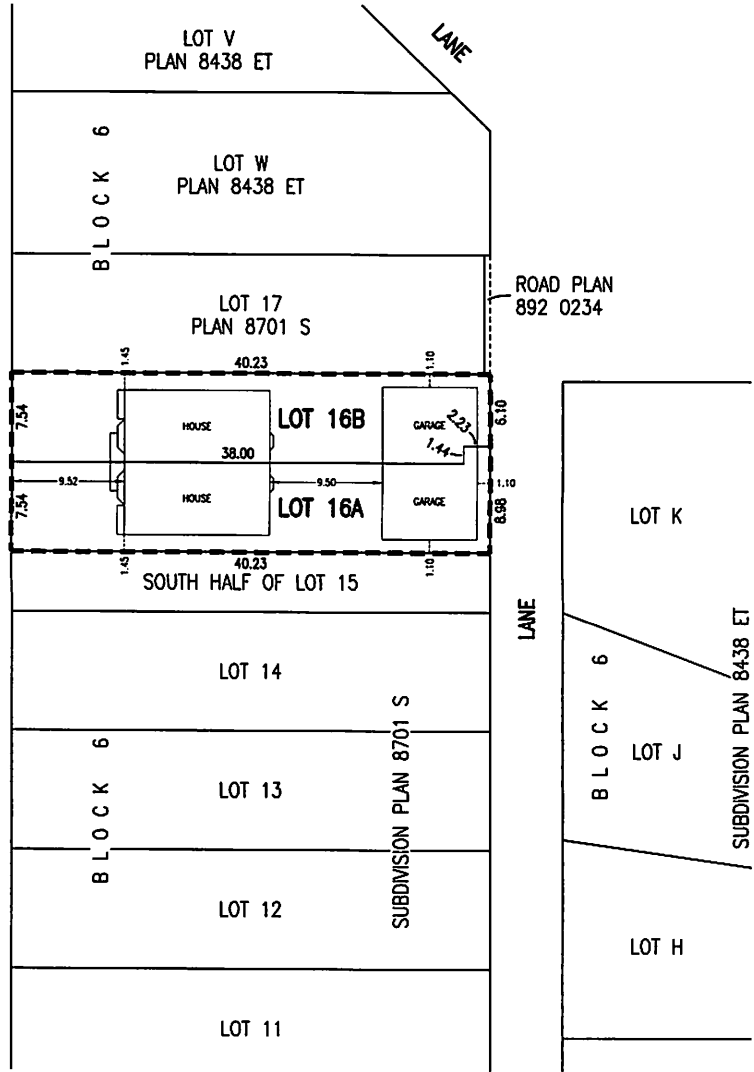 LOT V
PLAN 8438 ET
LANE
BLOCK 6
LOT W
PLAN 8438 ET
ROAD PLAN
892 0234
LOT 17
PLAN 8701 S
1.45
40.23
1.10
7.54
HOUSE
LOT 16B
GARAGE
2.23
6.10
1.44
38.00
9.52
9.50
1.10
7.54
HOUSE
LOT 16A
GARAGE
8.98
1.45
40.23
1.10
SOUTH HALF OF LOT 15
LANE
LOT K
LOT 14
BLOCK 6
LOT 13
SUBDIVISION PLAN 8701 S
BLOCK 6
LOT J
SUBDIVISION PLAN 8438 ET
LOT 12
LOT H
LOT 11